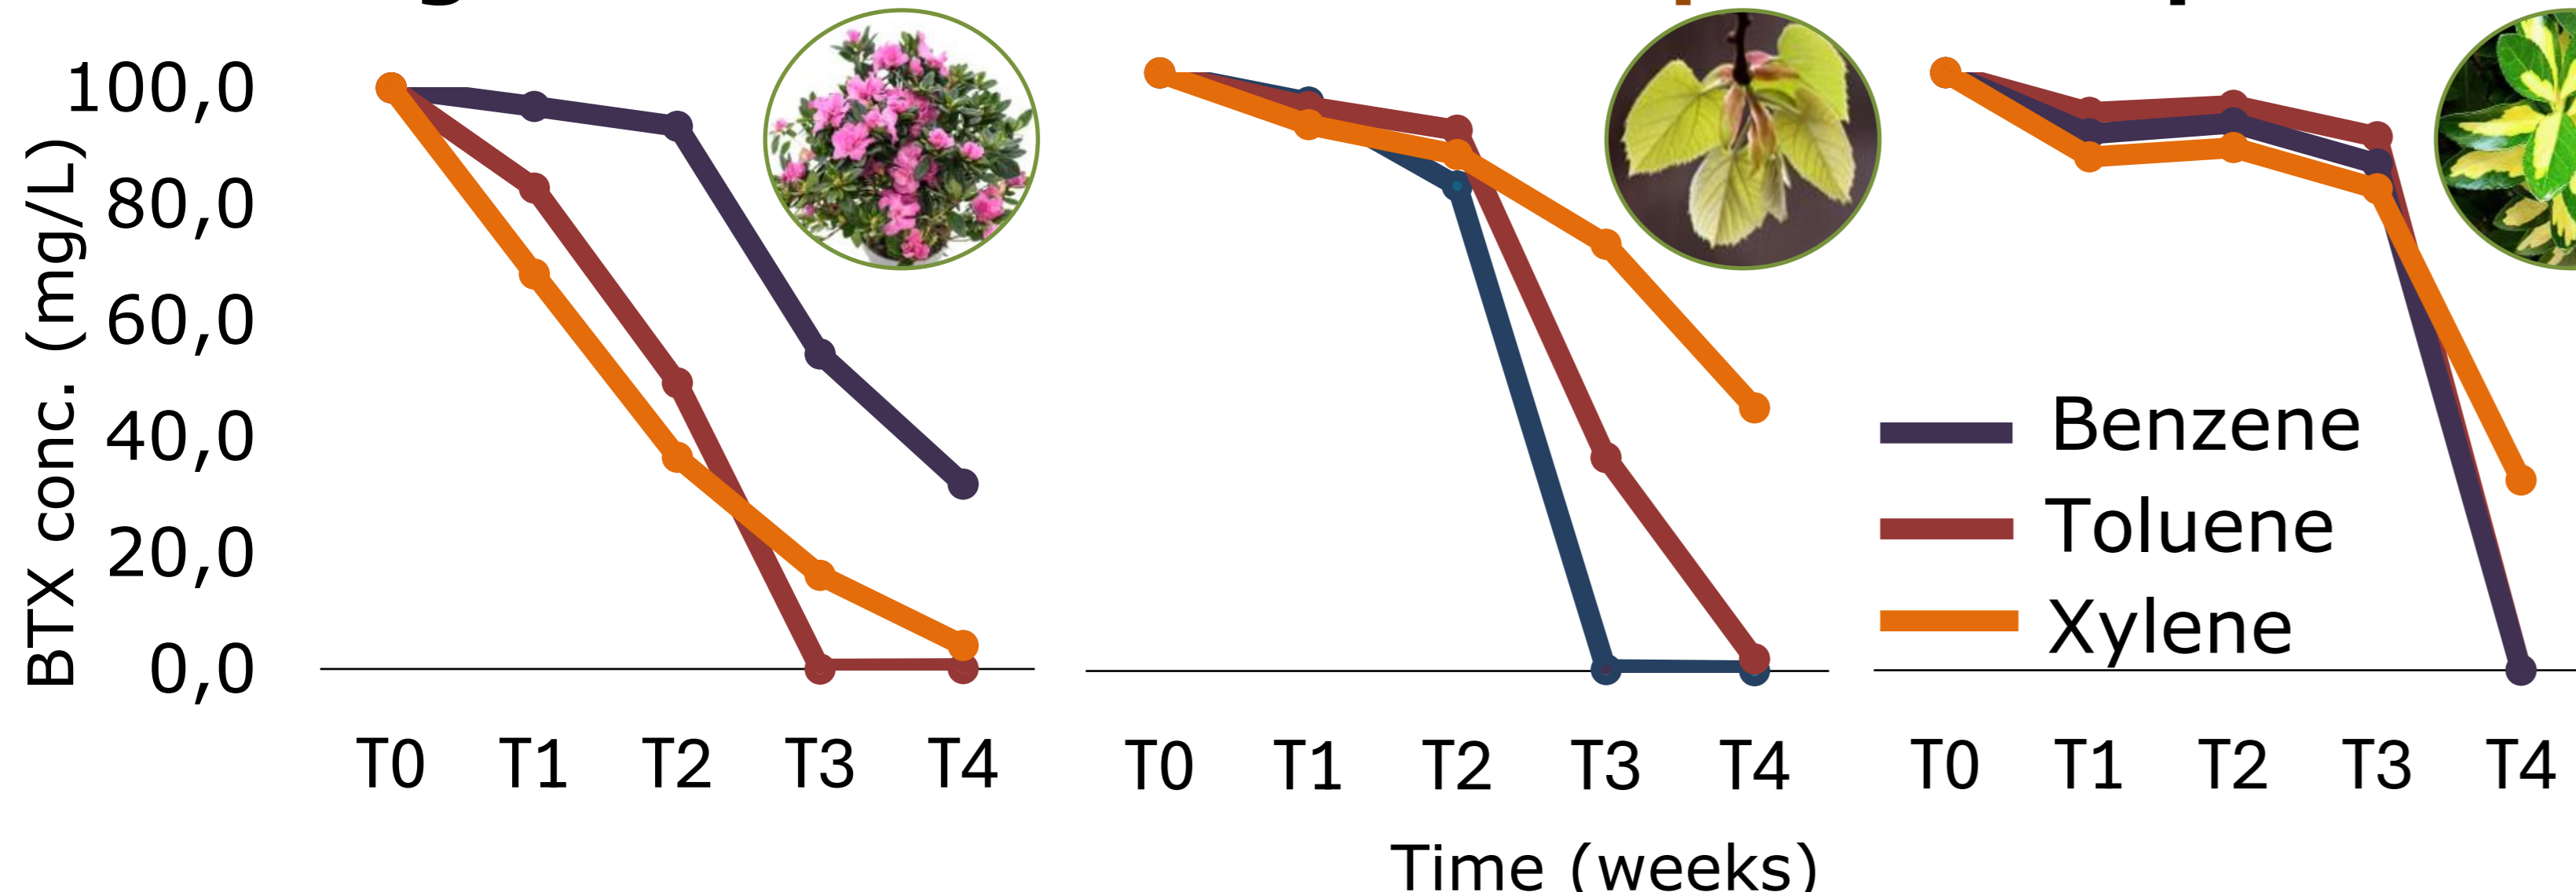 BTX conc. (mg/L)
100,0
80,0
60,0
40,0
20,0
0,0
T0 T1 T2 T3 T4
T0 T1 T2 T3 T4
T0 T1 T2 T3 T4
Benzene
Toluene
Xylene
Time (weeks)